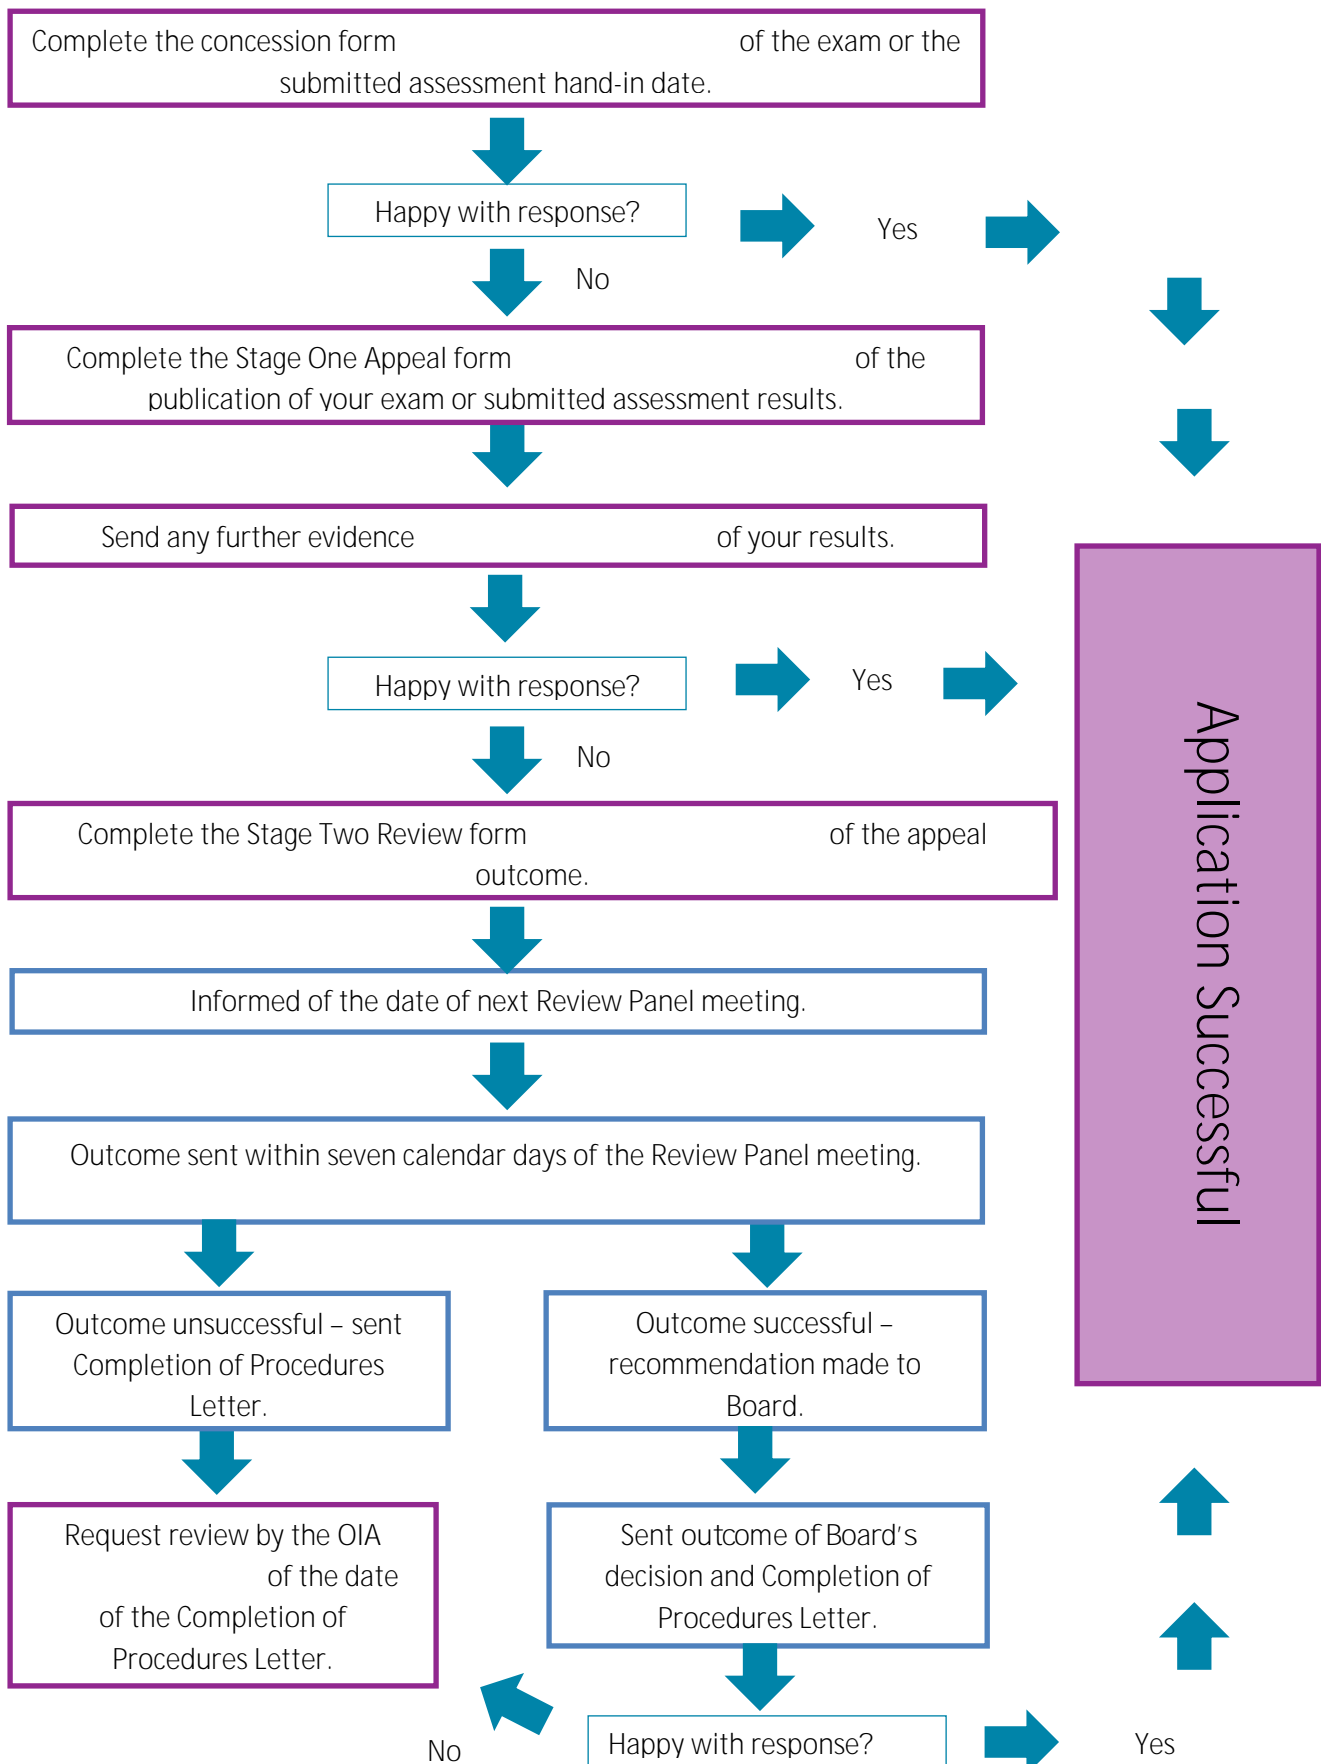 Complete the concession form of the exam or the
submitted assessment hand-in date.
Happy with response?
Yes
No
Complete the Stage One Appeal form of the
publication of your exam or submitted assessment results.
Send any further evidence of your results.
Happy with response?
Yes
No
Complete the Stage Two Review form of the appeal
outcome.
Informed of the date of next Review Panel meeting.
Outcome sent within seven calendar days of the Review Panel meeting.
Outcome unsuccessful – sent
Completion of Procedures
Letter.
Outcome successful –
recommendation made to
Board.
Request review by the OIA
of the date
of the Completion of
Procedures Letter.
Sent outcome of Board's
decision and Completion of
Procedures Letter.
No
Happy with response?
Yes
Application Successful